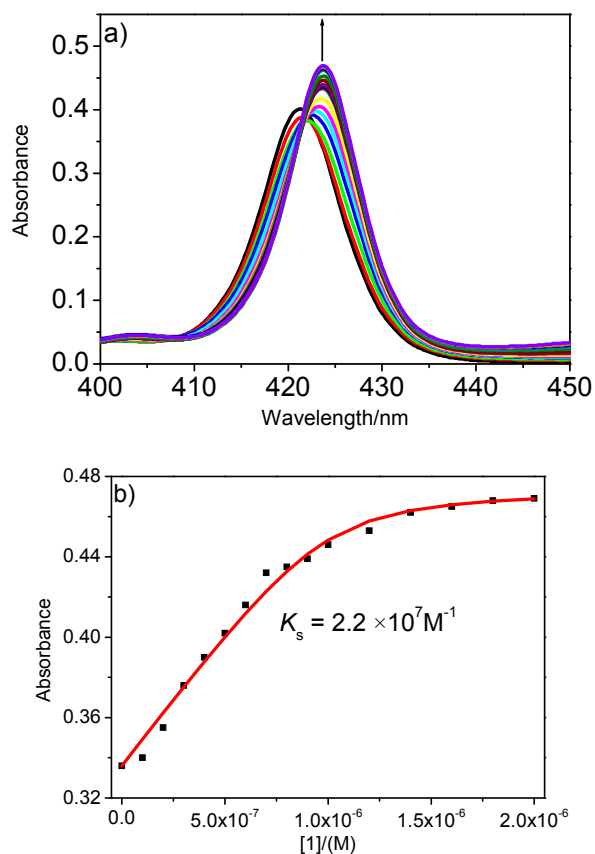 a)
0.5
0.4
0.3
0.2
0.1
0.0
Absorbance
400 410 420 430 440 450
Wavelength/nm
b)
0.48
0.44
0.40
0.36
0.32
Absorbance
Ks = 2.2 ×10⁷M⁻¹
0.0 5.0x10⁻⁷ 1.0x10⁻⁶ 1.5x10⁻⁶ 2.0x10⁻⁶
[1]/(M)